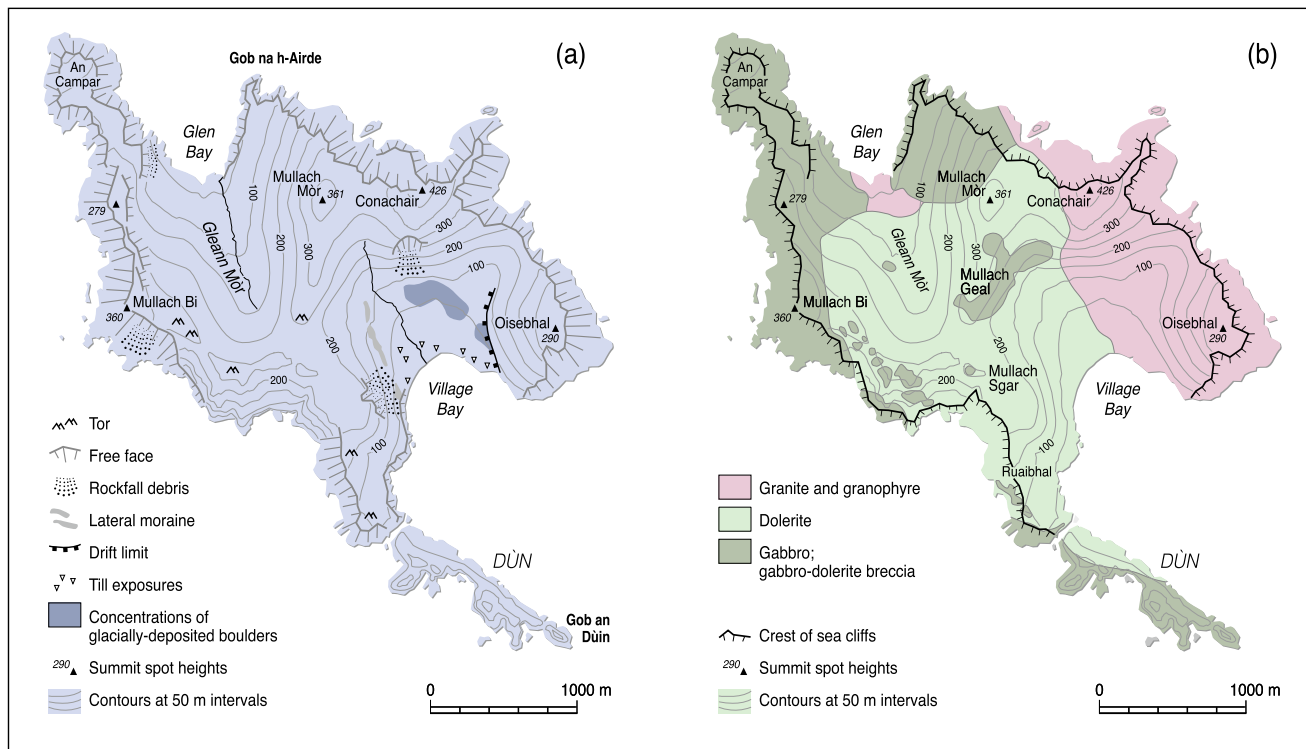 (a)
An
Campar
Gob na h-Airde
Glen
Bay
Mullach
Mòr
361
Conachair
426
100
200
300
300
200
100
279
Gleann Mòr
Mullach Bi
360
Oisebhal
290
200
200
Village
Bay
100
DÙN
Gob an
Dùin
Tor
Free face
Rockfall debris
Lateral moraine
Drift limit
Till exposures
Concentrations of
glacially-deposited boulders
290
Summit spot heights
Contours at 50 m intervals
0
1000 m
(b)
An
Campar
Glen
Bay
Mullach
Mòr
361
Conachair
426
100
200
300
300
200
100
279
Gleann Mòr
Mullach
Geal
Mullach Bi
360
Oisebhal
290
200
200
Mullach
Sgar
Village
Bay
100
Ruaibhal
DÙN
Granite and granophyre
Dolerite
Gabbro;
gabbro-dolerite breccia
Crest of sea cliffs
290
Summit spot heights
Contours at 50 m intervals
0
1000 m